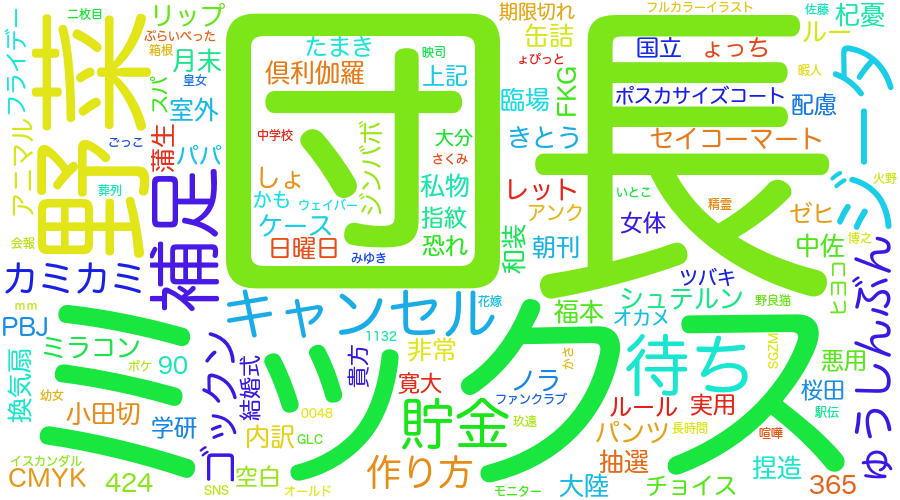 団長
ミックス
野菜
ジータ
補足
キャンセル
待ち
貯金
作り方
カミカミ
ゆうしんぶん
ゴックン
二枚目
リップ
ぶらいべった
箱根
月末
皇女
フライデー
スパ
室外
ごっこ
蒲生
パパ
アニマル
葬列
会報
たまき
映司
倶利伽羅
上記
中学校
ジンバボ
大分
さくみ
しょ
かも
ウェイバー
私物
ケース
指紋
日曜日
恐れ
みゆき
期限切れ
缶詰
フルカラーイラスト
佐藤
杞憂
ルー
国立
ょっち
ょぴっと
FKG
臨場
ポスカサイズコート
暇人
配慮
きとう
セイコーマート
レット
いとこ
アンク
精霊
火野
女体
ゼヒ
和装
朝刊
中佐
博之
ツバキ
ヒヨコ
シュテルン
野良猫
花嫁
福本
オカメ
mm
PBJ
ミラコン
ポケ
90
1132
貴方
非常
換気扇
幼女
結婚式
寛大
小田切
0048
学研
内訳
GLC
イスカンダル
CMYK
424
SNS
空白
オールド
かさ
ノラ
ファンクラブ
玖遠
SGZM
悪用
桜田
ルール
実用
駅伝
パンツ
長時間
喧嘩
抽選
捏造
モニター
大陸
チョイス
365